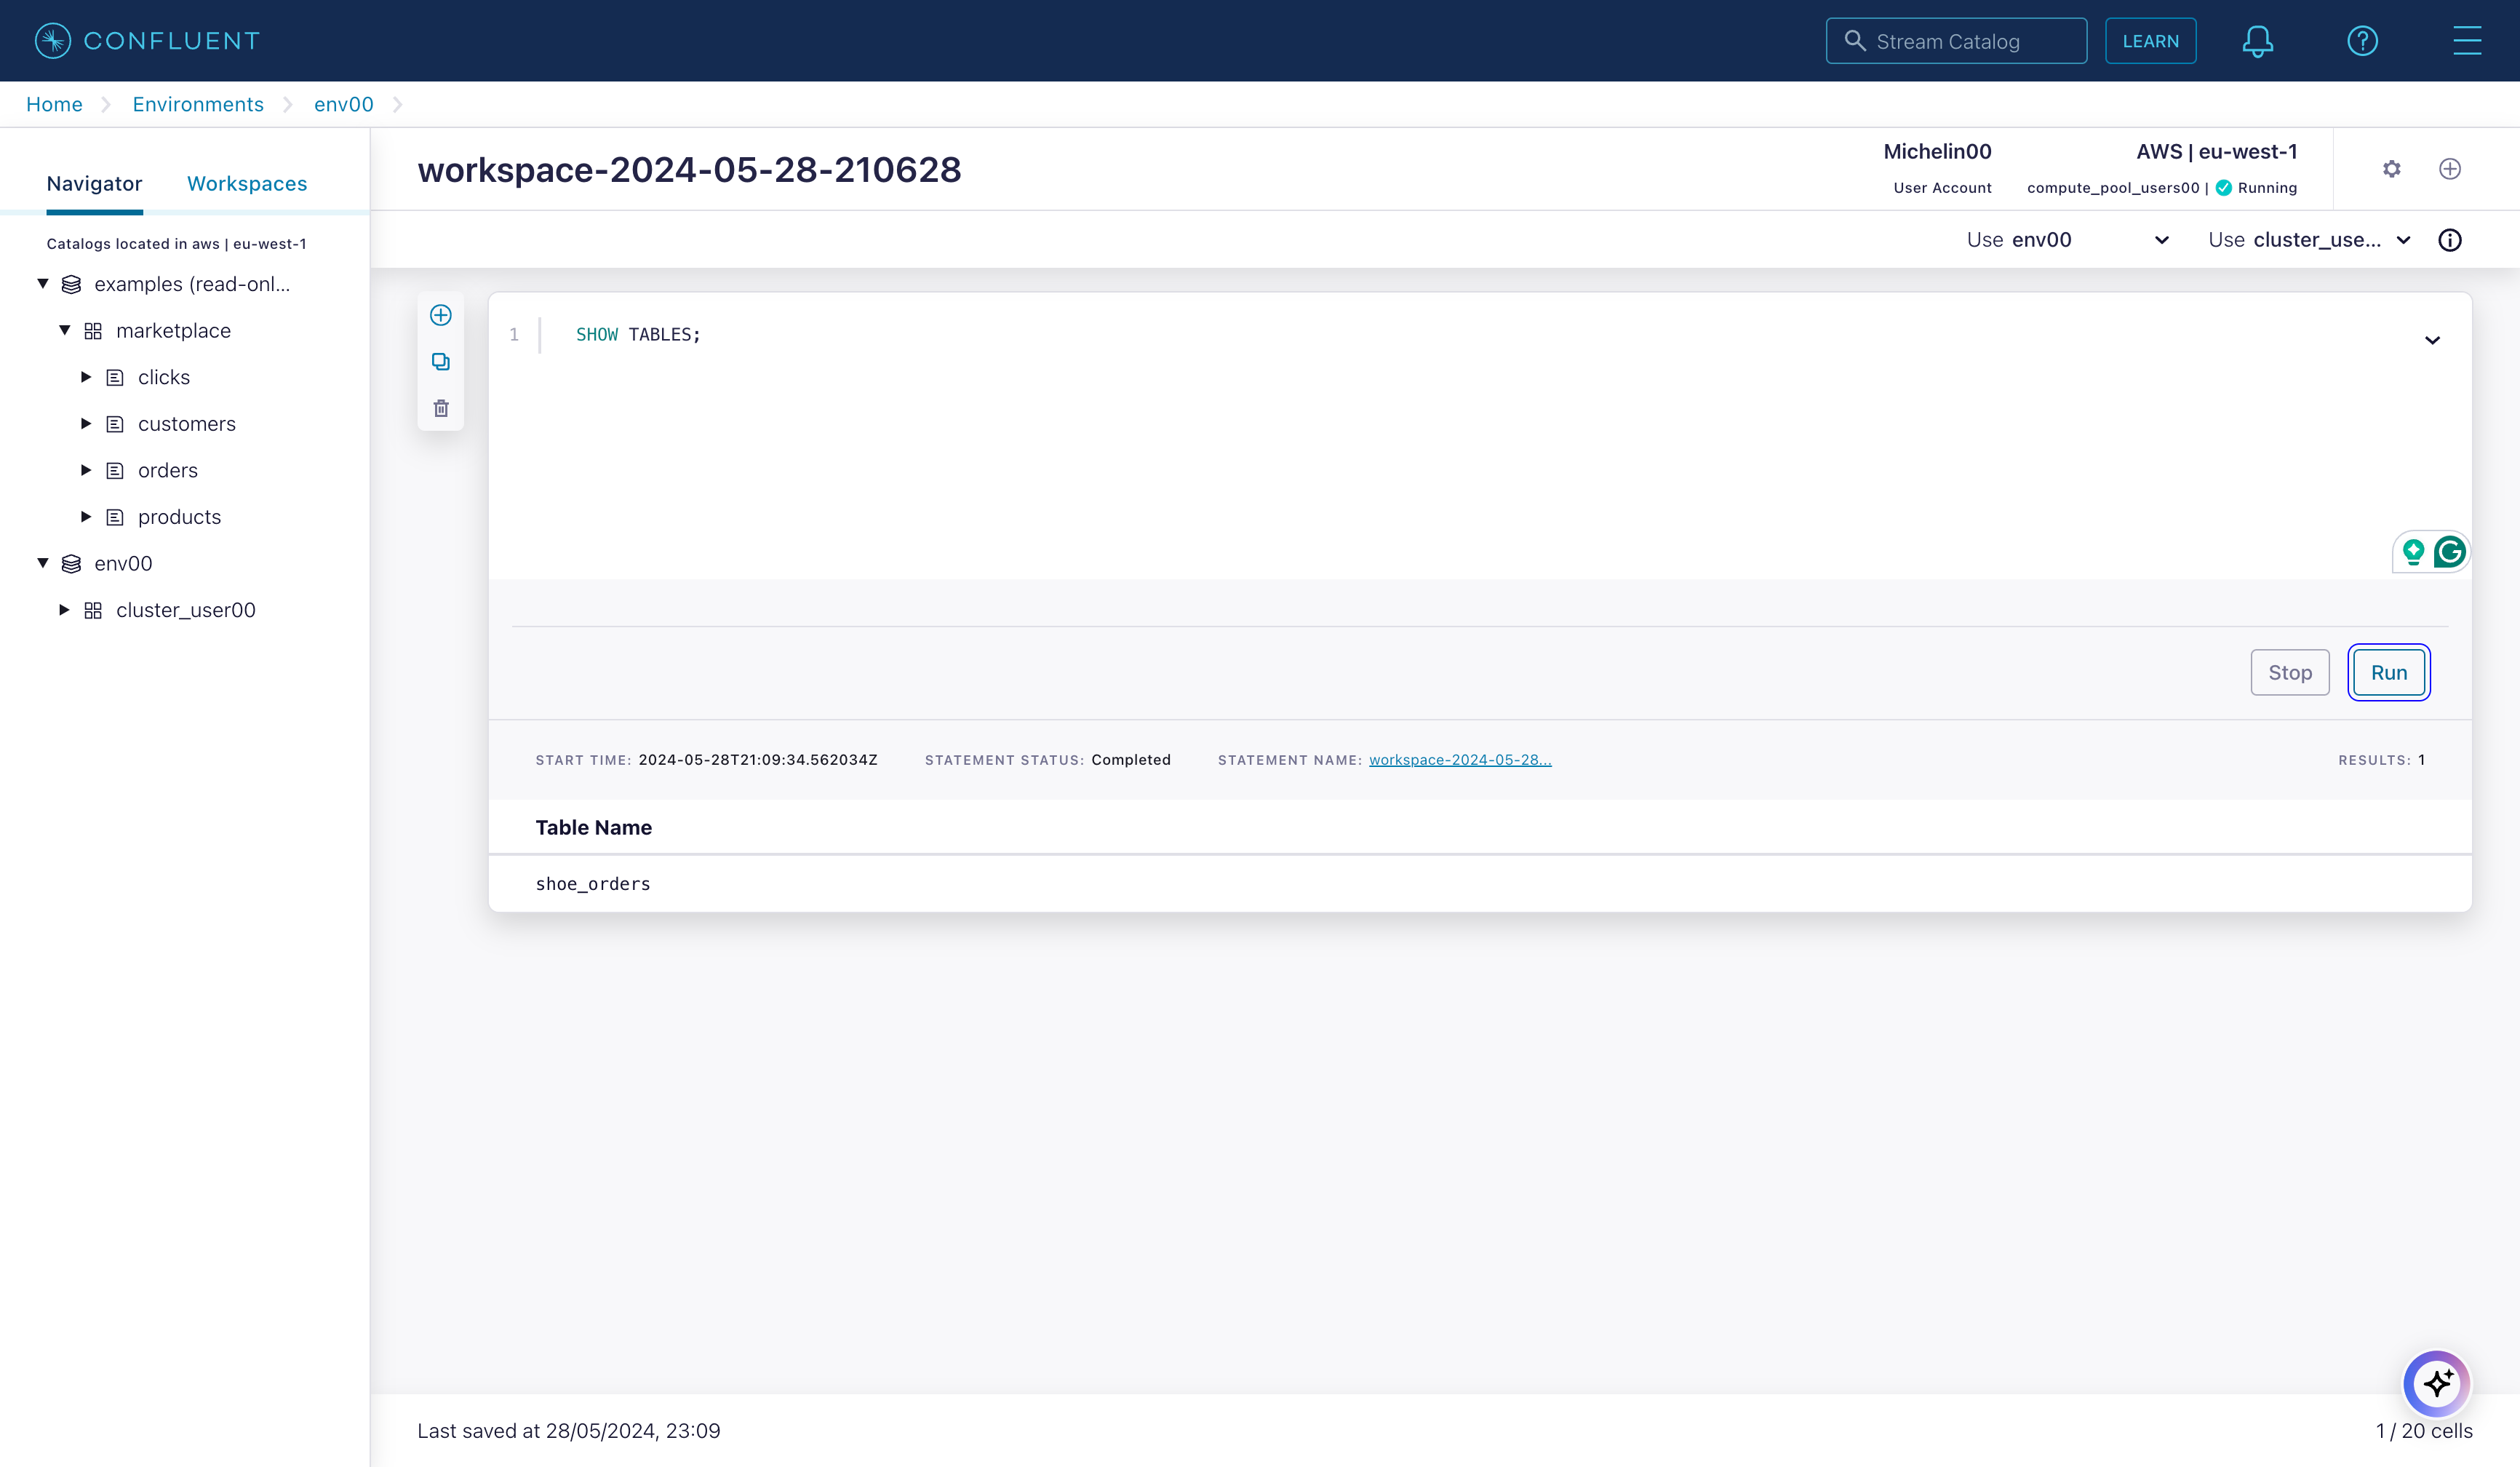 CONFLUENT
Stream Catalog
LEARN
Home
Environments
env00
Navigator
Workspaces
Catalogs located in aws | eu-west-1
examples (read-onl...
marketplace
clicks
customers
orders
products
env00
cluster_user00
workspace-2024-05-28-210628
Michelin00
User Account
AWS | eu-west-1
compute_pool_users00 | Running
Use env00
Use cluster_use...
1 SHOW TABLES;
Stop
Run
START TIME: 2024-05-28T21:09:34.562034Z
STATEMENT STATUS: Completed
STATEMENT NAME: workspace-2024-05-28...
RESULTS: 1
Table Name
shoe_orders
Last saved at 28/05/2024, 23:09
1 / 20 cells